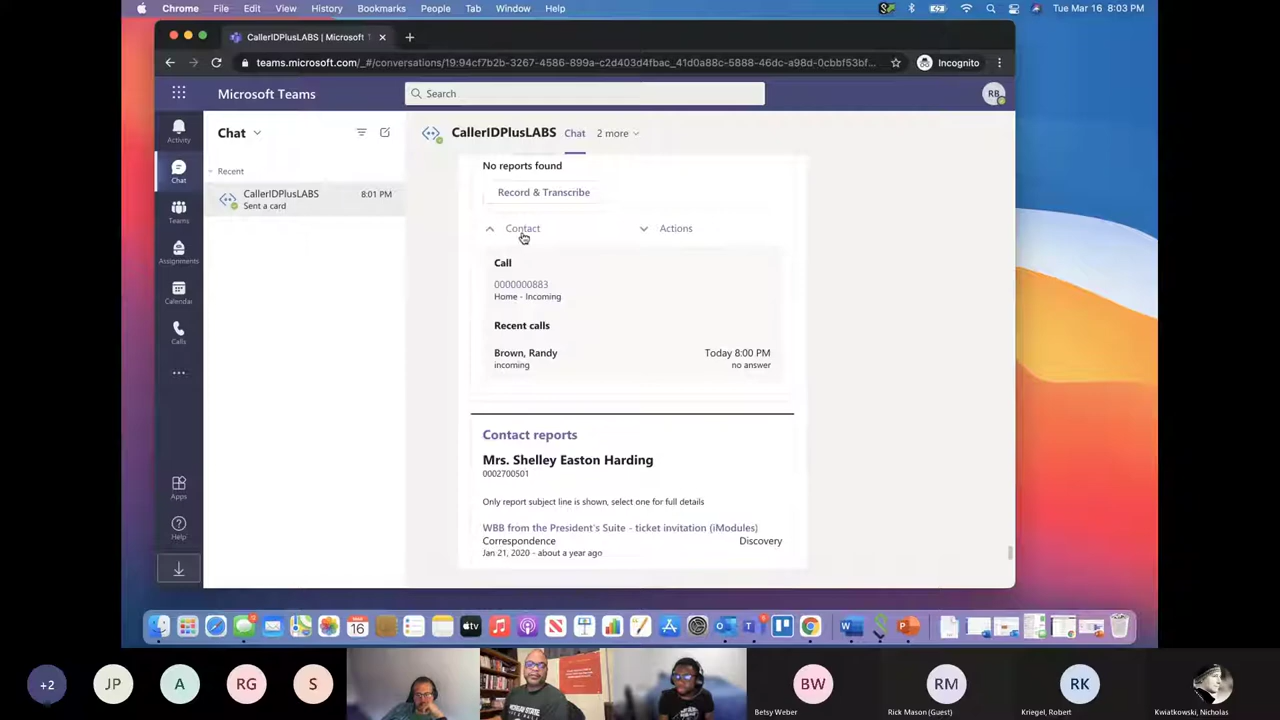 Chrome File Edit View History Bookmarks People Tab Window Help Tue Mar 16 8:03 PM
CallerIDPlusLABS | Microsoft T
teams.microsoft.com/_#/conversations/19:94cf7b2b-3267-4586-899a-c2d403d4fbac_41d0a88c-5888-46dc-a98d-0cbbf53bf... Incognito
Microsoft Teams Search RB
Activity
Chat
Teams
Assignments
Calendar
Calls
Apps
Help
Chat
Recent
CallerIDPlusLABS 8:01 PM
Sent a card
CallerIDPlusLABS Chat 2 more
No reports found
Record & Transcribe
Contact Actions
Call
0000000883
Home - Incoming
Recent calls
Brown, Randy Today 8:00 PM
incoming no answer
Contact reports
Mrs. Shelley Easton Harding
0002700501
Only report subject line is shown, select one for full details
WBB from the President's Suite - ticket invitation (iModules)
Correspondence Discovery
Jan 21, 2020 - about a year ago
+2 JP A RG S BW RM RK
Betsy Weber Rick Mason (Guest) Kriegel, Robert Kwiatkowski, Nicholas